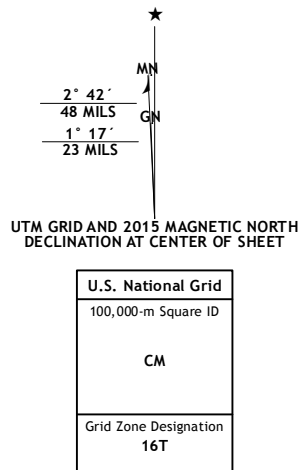 ★
MN
2° 42´
48 MILS
GN
1° 17´
23 MILS
UTM GRID AND 2015 MAGNETIC NORTH
DECLINATION AT CENTER OF SHEET
U.S. National Grid
100,000-m Square ID
CM
Grid Zone Designation
16T